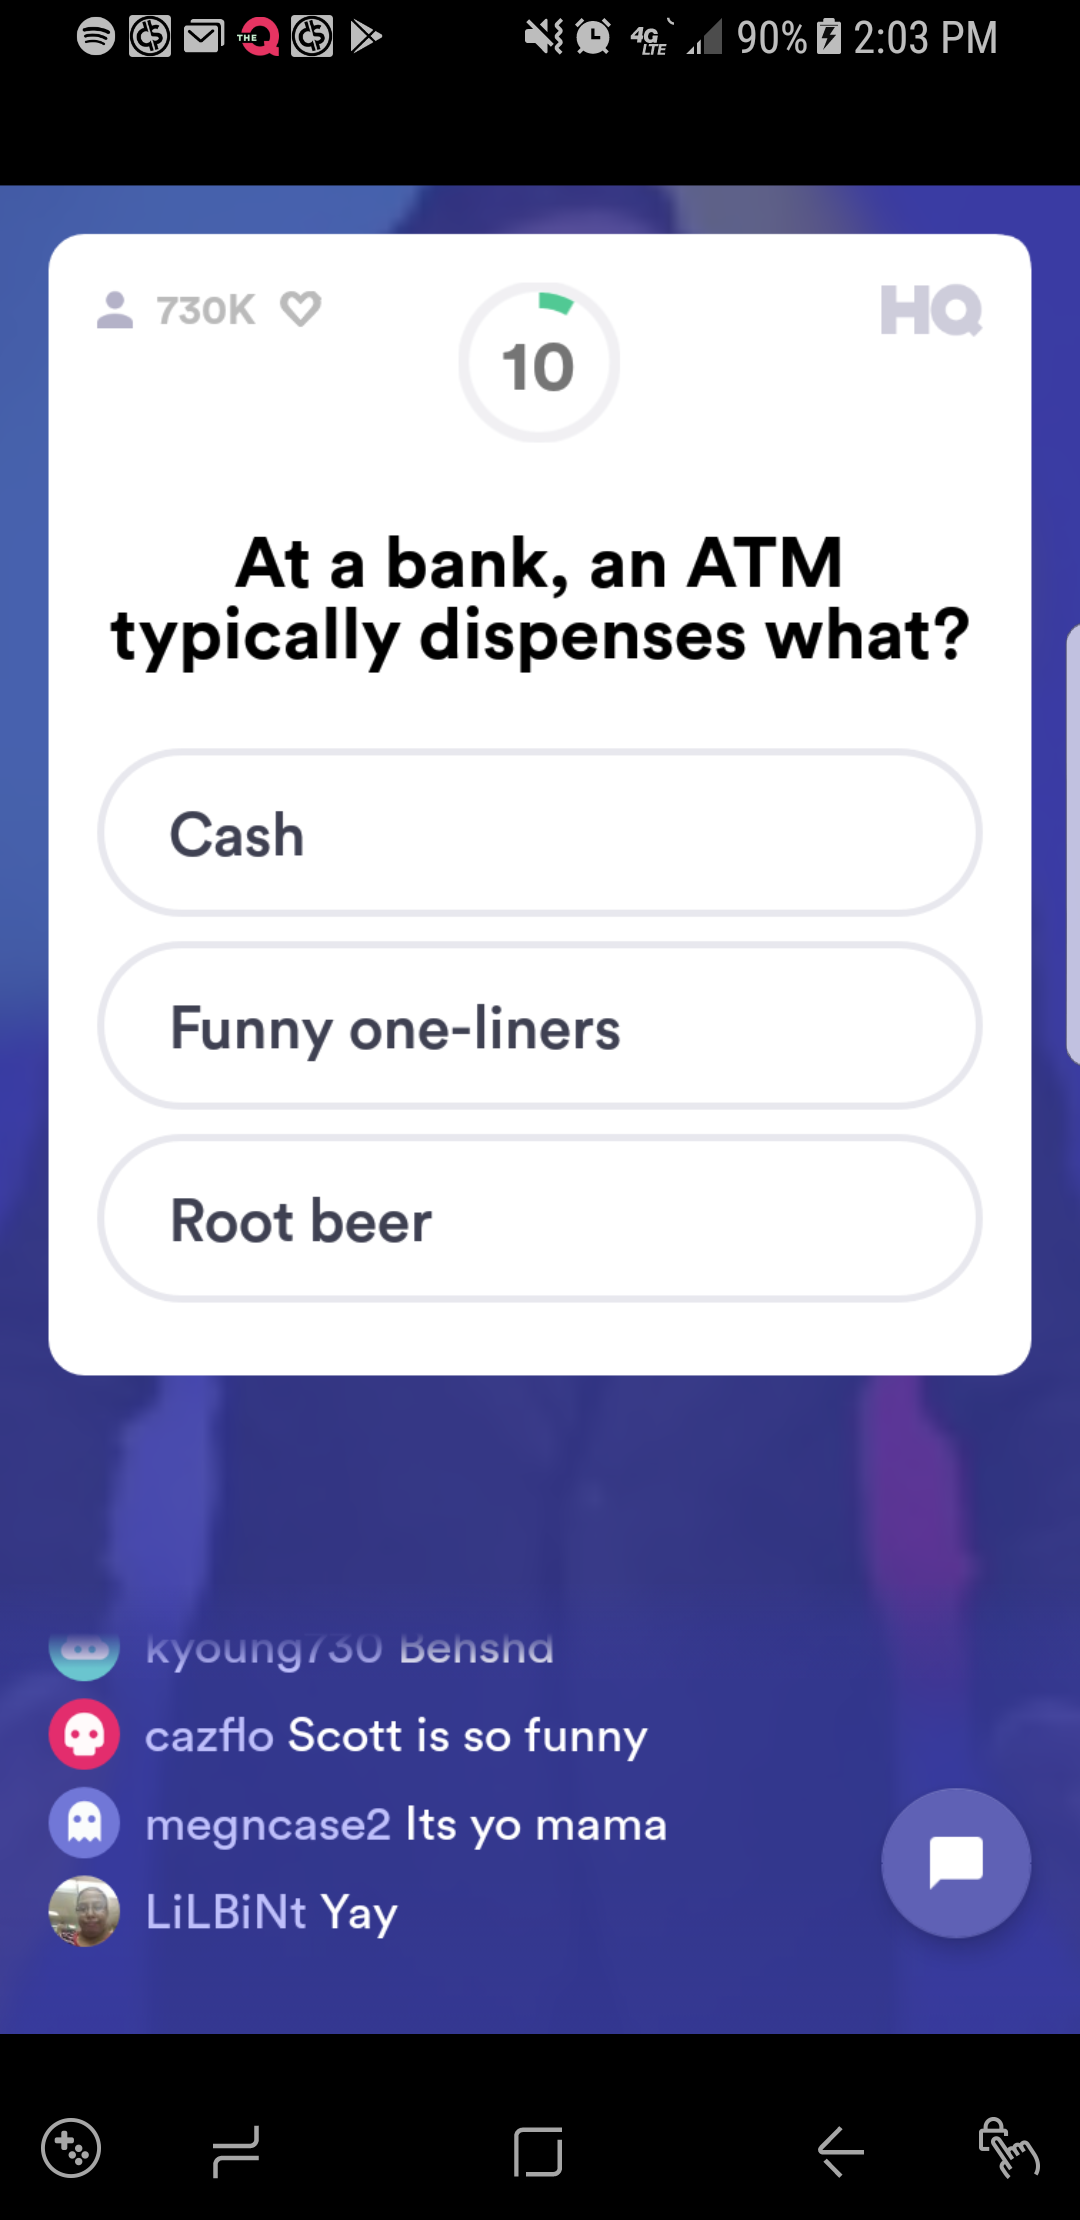 THE Q 4G LTE 90% 2:03 PM
730K 10 HQ
At a bank, an ATM
typically dispenses what?
Cash
Funny one-liners
Root beer
kyoung730 Behshd
cazflo Scott is so funny
megncase2 Its yo mama
LiLBiNt Yay